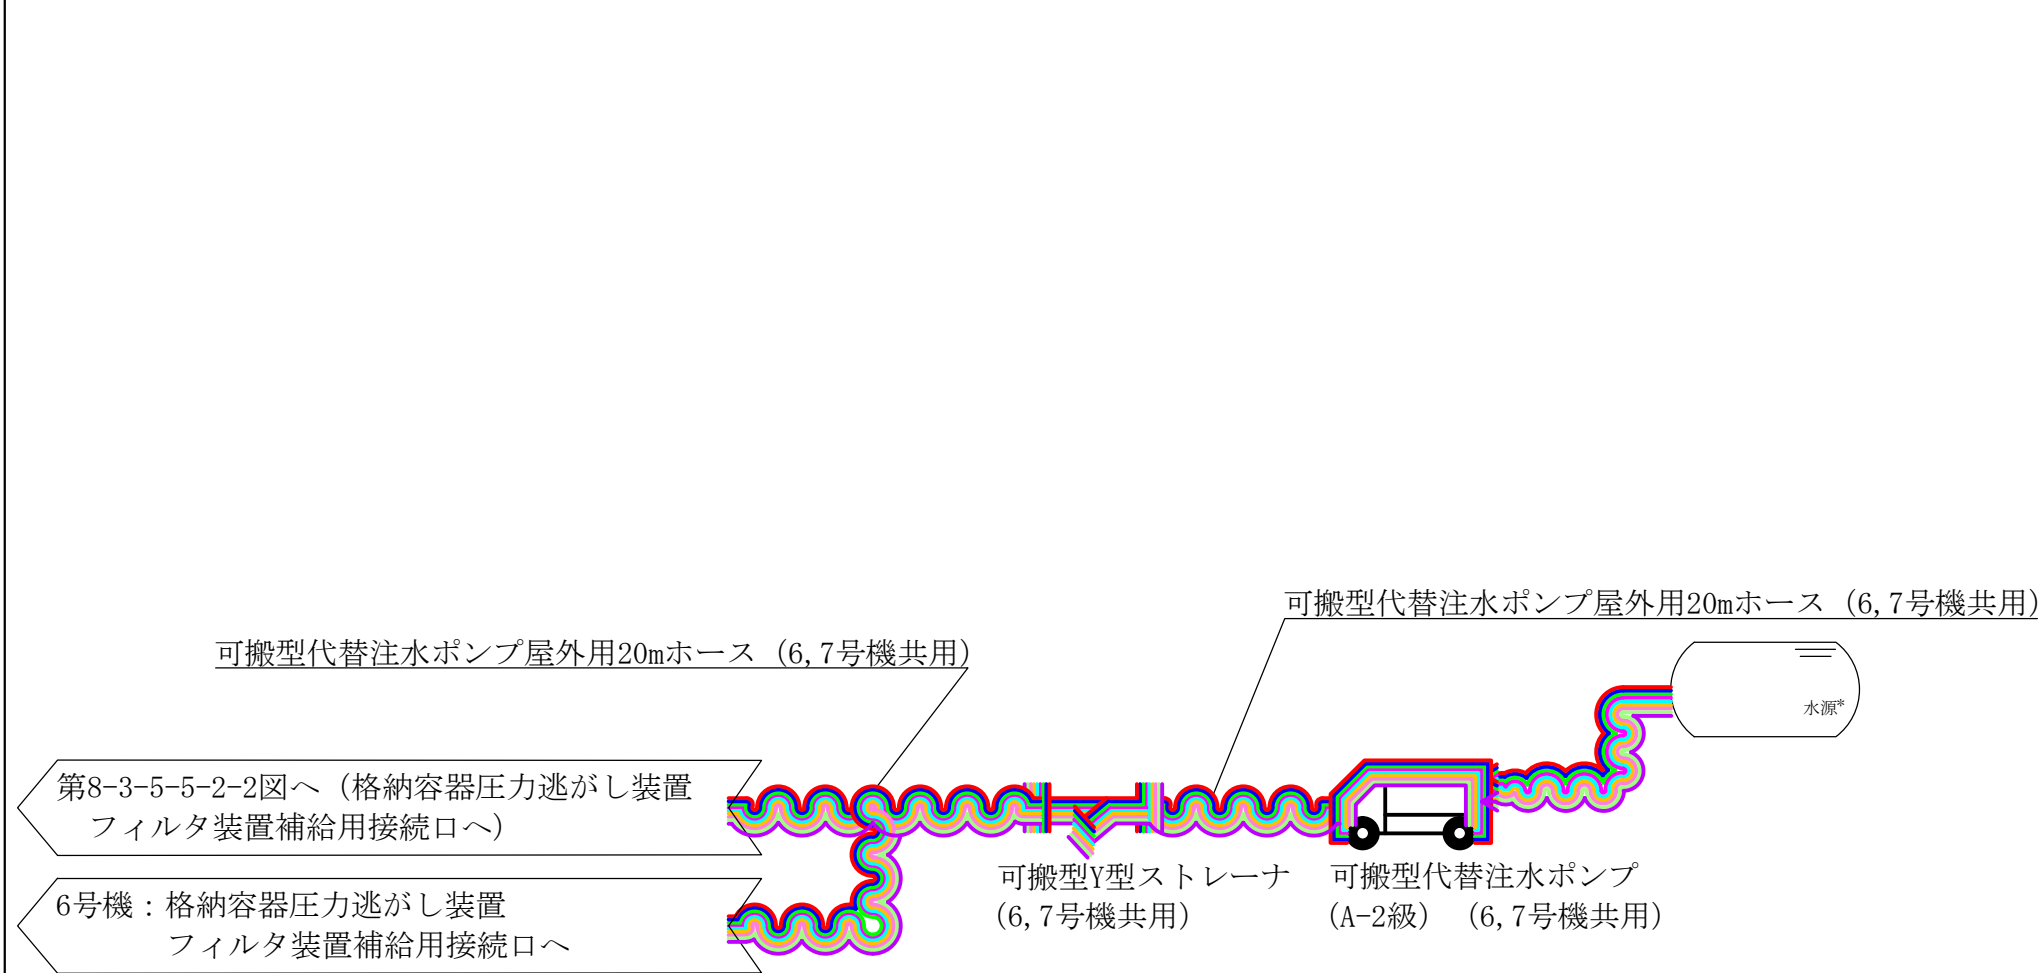 可搬型代替注水ポンプ屋外用20mホース（6,7号機共用）
可搬型代替注水ポンプ屋外用20mホース（6,7号機共用）
水源*
第8-3-5-5-2-2図へ（格納容器圧力逃がし装置
フィルタ装置補給用接続口へ）
可搬型Y型ストレーナ
（6,7号機共用）
可搬型代替注水ポンプ
（A-2級）（6,7号機共用）
6号機：格納容器圧力逃がし装置
フィルタ装置補給用接続口へ